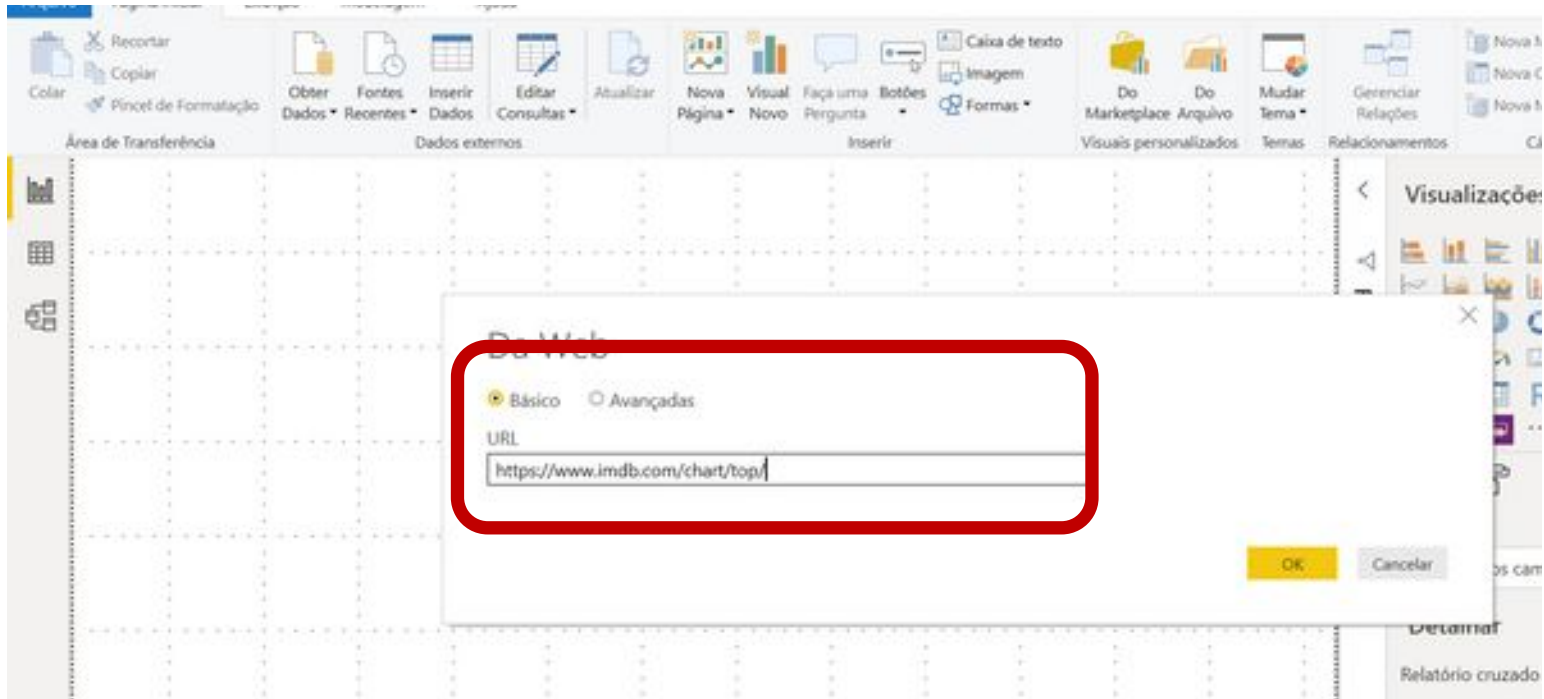 Recortar
Copiar
Pincel de Formatação
Colar
Área de Transferência
Obter Dados
Fontes Recentes
Inserir Dados
Editar Consultas
Atualizar
Dados externos
Nova Página
Visual Novo
Faça uma Pergunta
Botões
Caixa de texto
Imagem
Formas
Inserir
Do Marketplace
Do Arquivo
Visuais personalizados
Mudar Tema
Temas
Gerenciar Relações
Relacionamentos
Nova
Nova
Nova
Visualizações
Da Web
Básico
Avançadas
URL
https://www.imdb.com/chart/top/
OK
Cancelar
Detalhar
Relatório cruzado